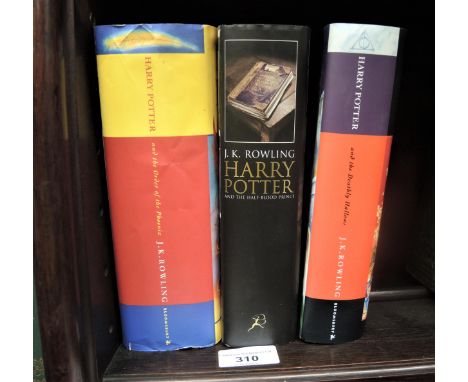 HARRY POTTER
and the Order of the Phoenix
J.K.ROWLING
BLOOMSBURY
J. K. ROWLING
HARRY
POTTER
AND THE HALF-BLOOD PRINCE
HARRY POTTER
and the Deathly Hallows
J.K.ROWLING
BLOOMSBURY
310